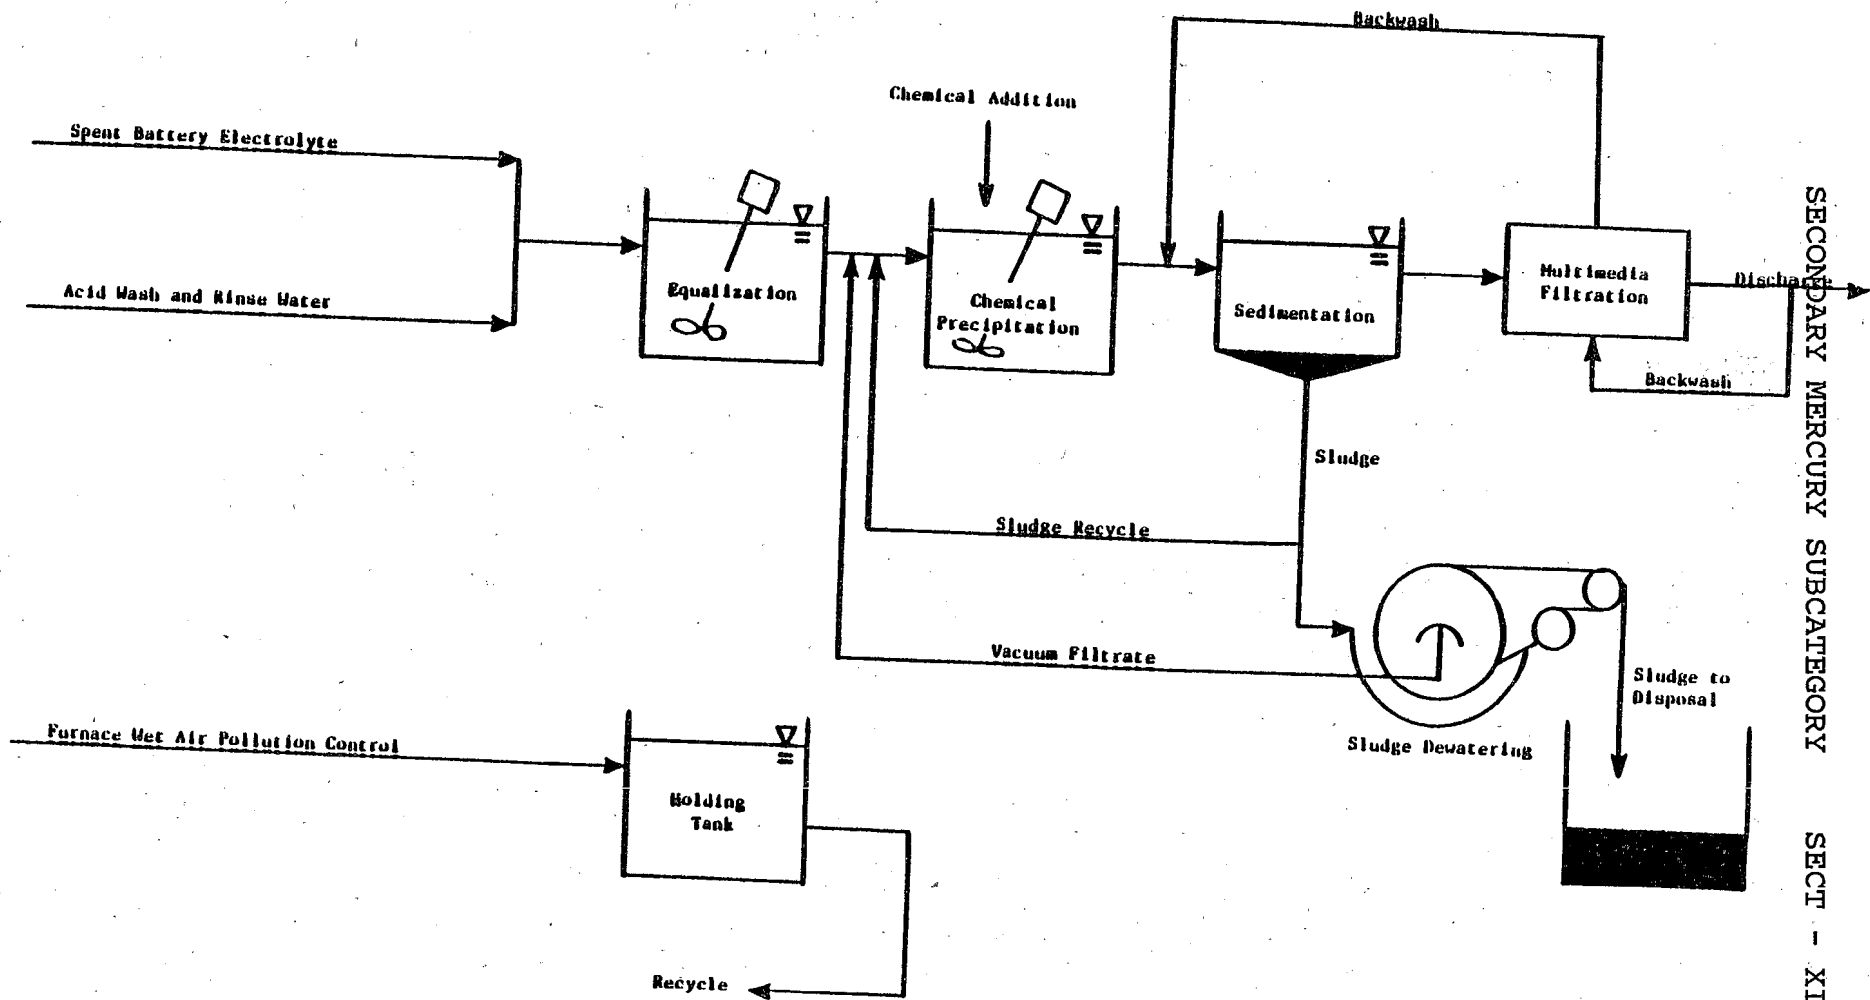 Backwash
Chemical Addition
Spent Battery Electrolyte
Acid Wash and Rinse Water
Equalization
Chemical
Precipitation
Sedimentation
Multimedia
Filtration
Discharge
Backwash
Sludge
Sludge Recycle
Vacuum Filtrate
Sludge to
Disposal
Sludge Dewatering
Furnace Wet Air Pollution Control
Holding
Tank
Recycle
SECONDARY MERCURY SUBCATEGORY SECT - XI